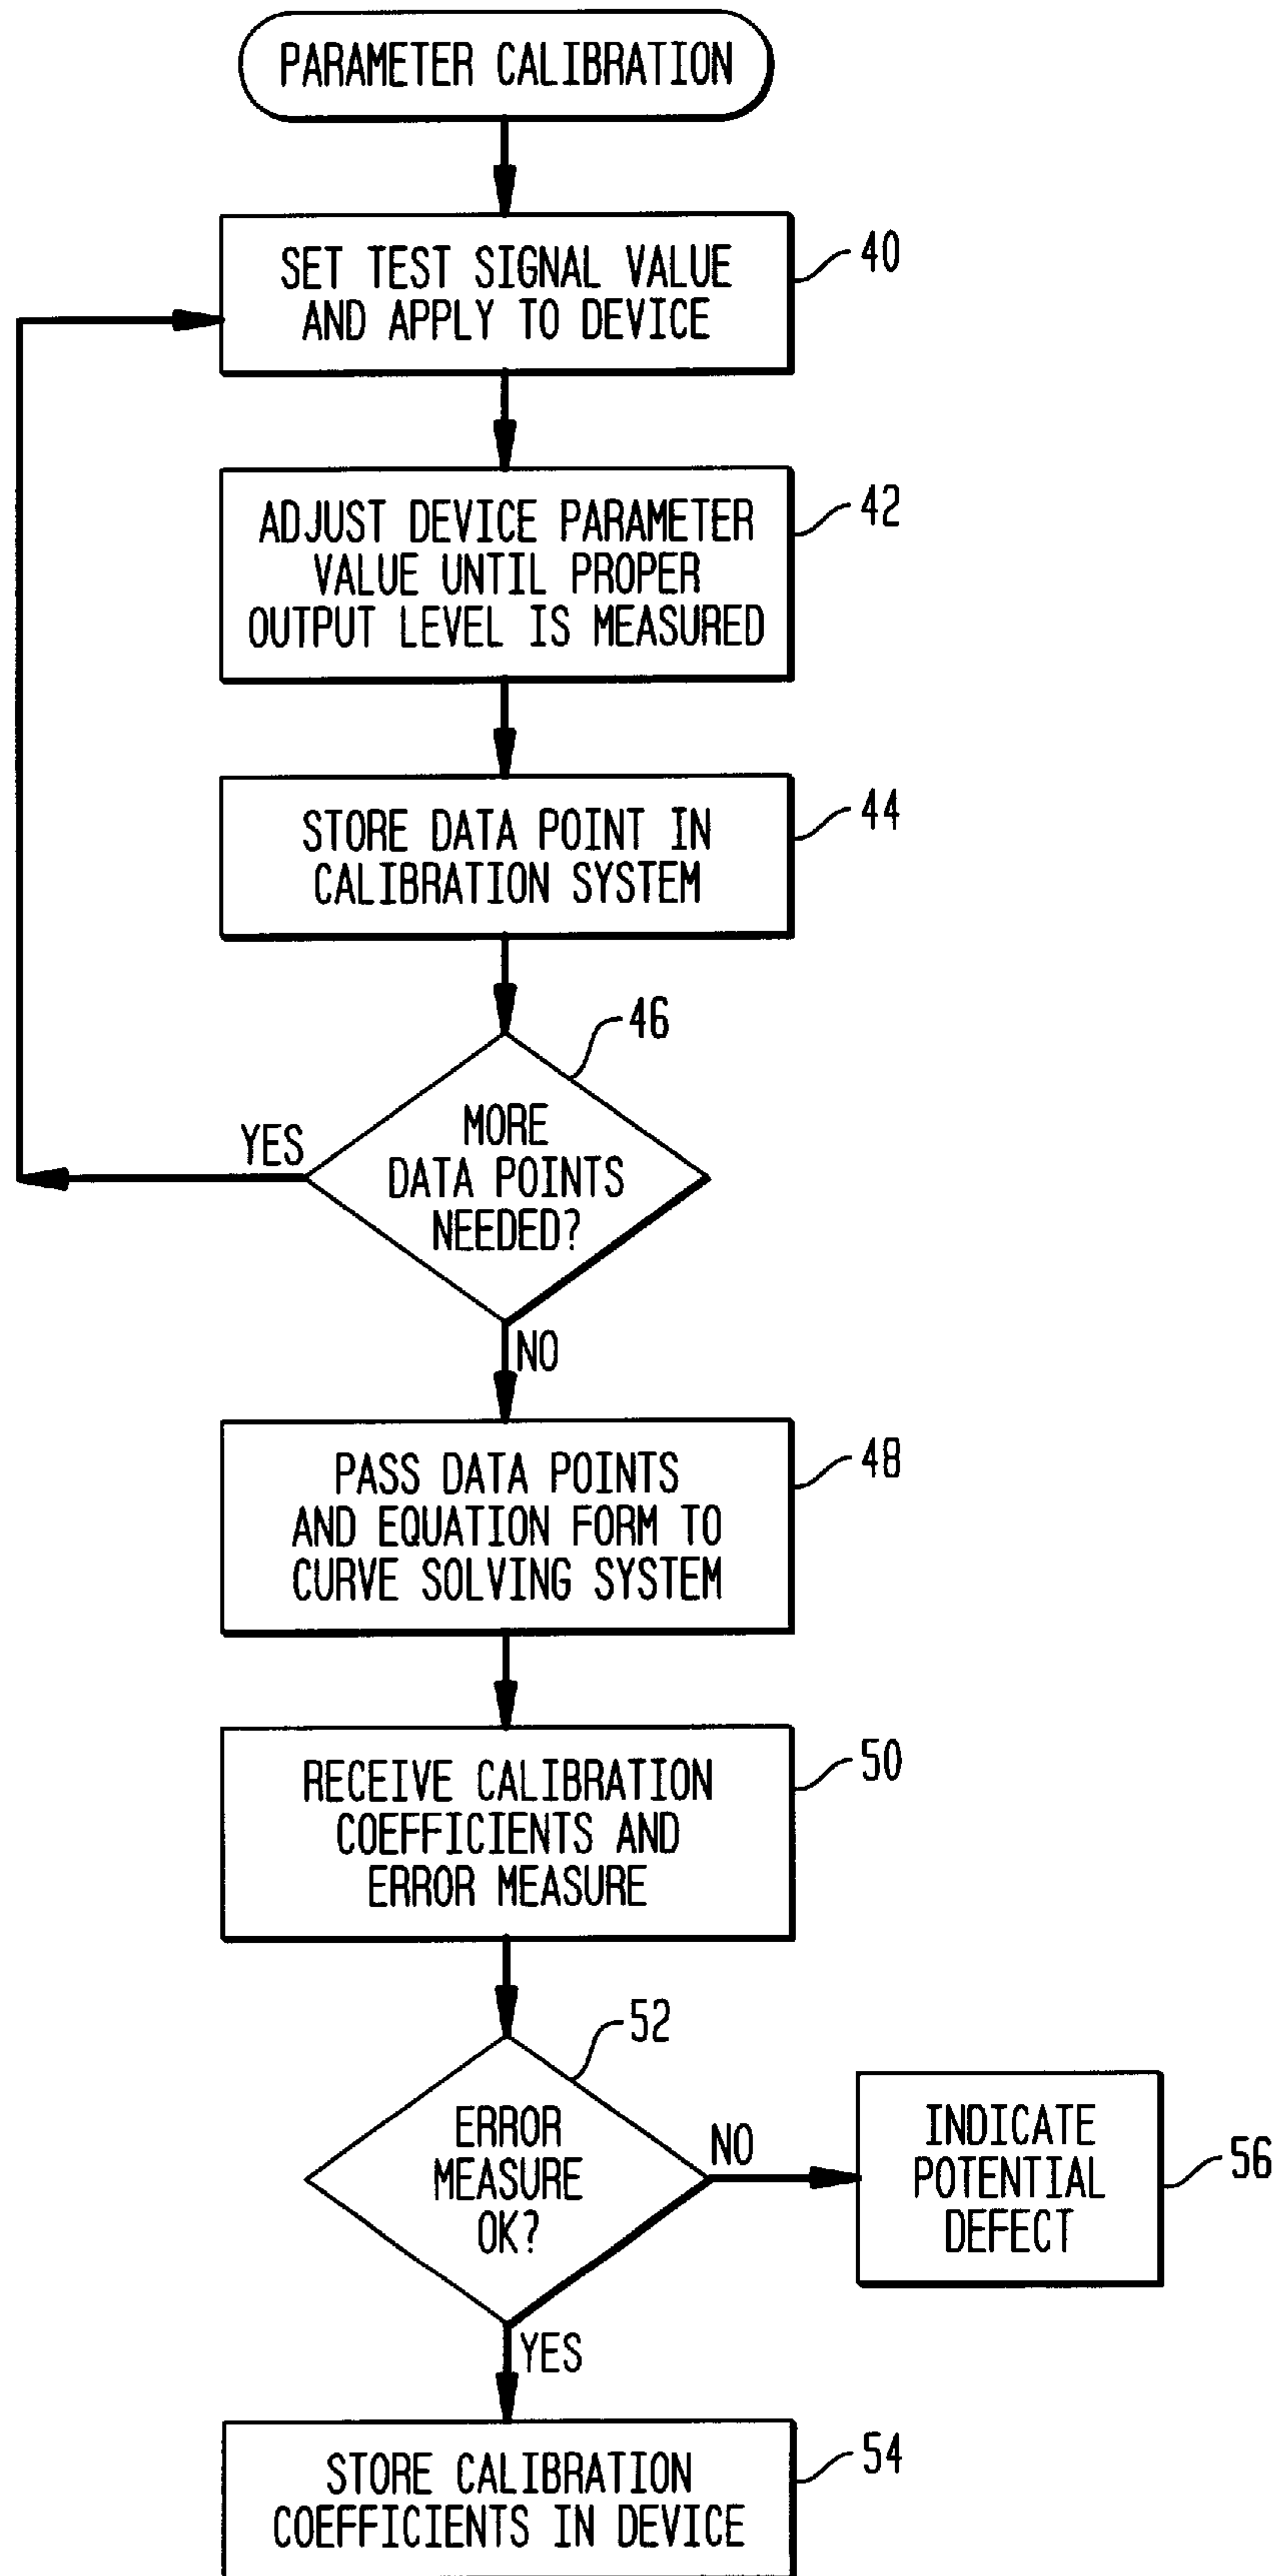 PARAMETER CALIBRATION
SET TEST SIGNAL VALUE
AND APPLY TO DEVICE
40
ADJUST DEVICE PARAMETER
VALUE UNTIL PROPER
OUTPUT LEVEL IS MEASURED
42
STORE DATA POINT IN
CALIBRATION SYSTEM
44
46
MORE
DATA POINTS
NEEDED?
YES
NO
PASS DATA POINTS
AND EQUATION FORM TO
CURVE SOLVING SYSTEM
48
RECEIVE CALIBRATION
COEFFICIENTS AND
ERROR MEASURE
50
52
ERROR
MEASURE
OK?
NO
INDICATE
POTENTIAL
DEFECT
56
YES
STORE CALIBRATION
COEFFICIENTS IN DEVICE
54